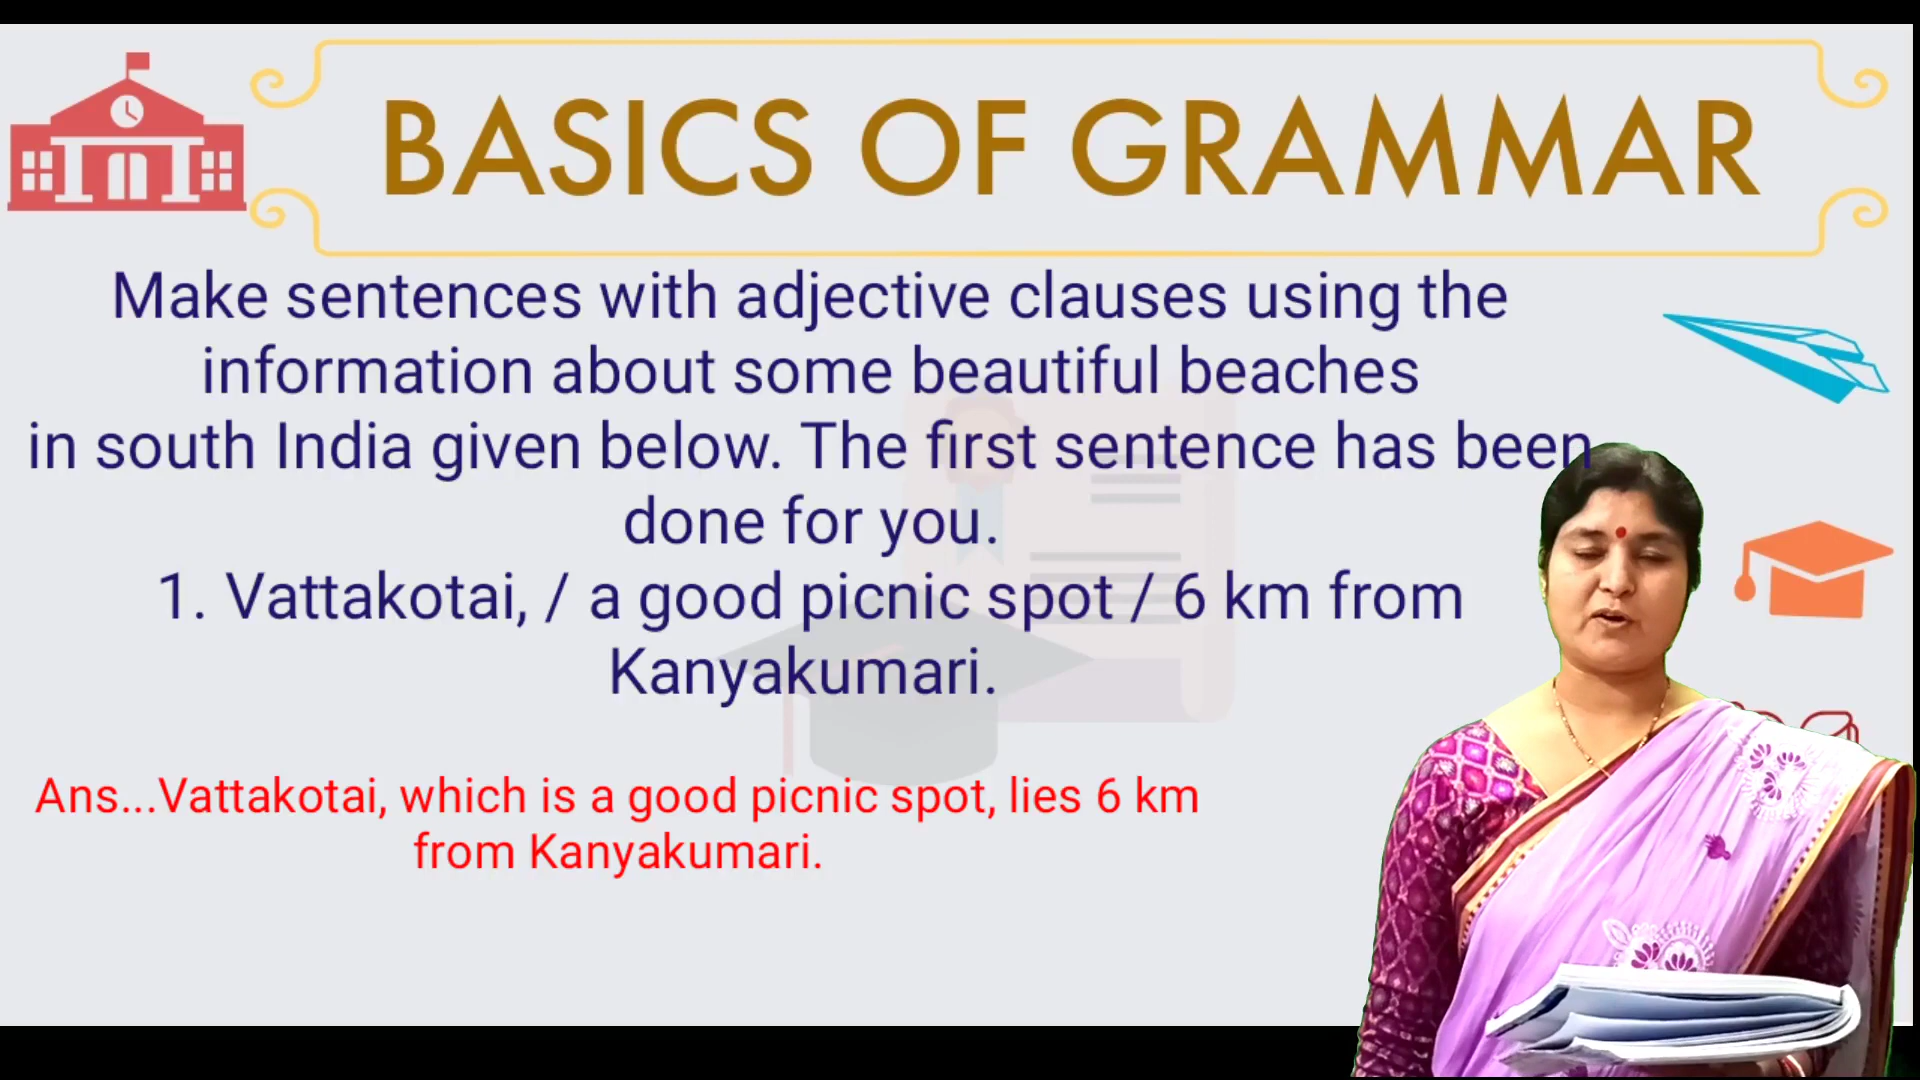 BASICS OF GRAMMAR
Make sentences with adjective clauses using the
information about some beautiful beaches
in south India given below. The first sentence has been
done for you.
1. Vattakotai, / a good picnic spot / 6 km from
Kanyakumari.
Ans...Vattakotai, which is a good picnic spot, lies 6 km
from Kanyakumari.